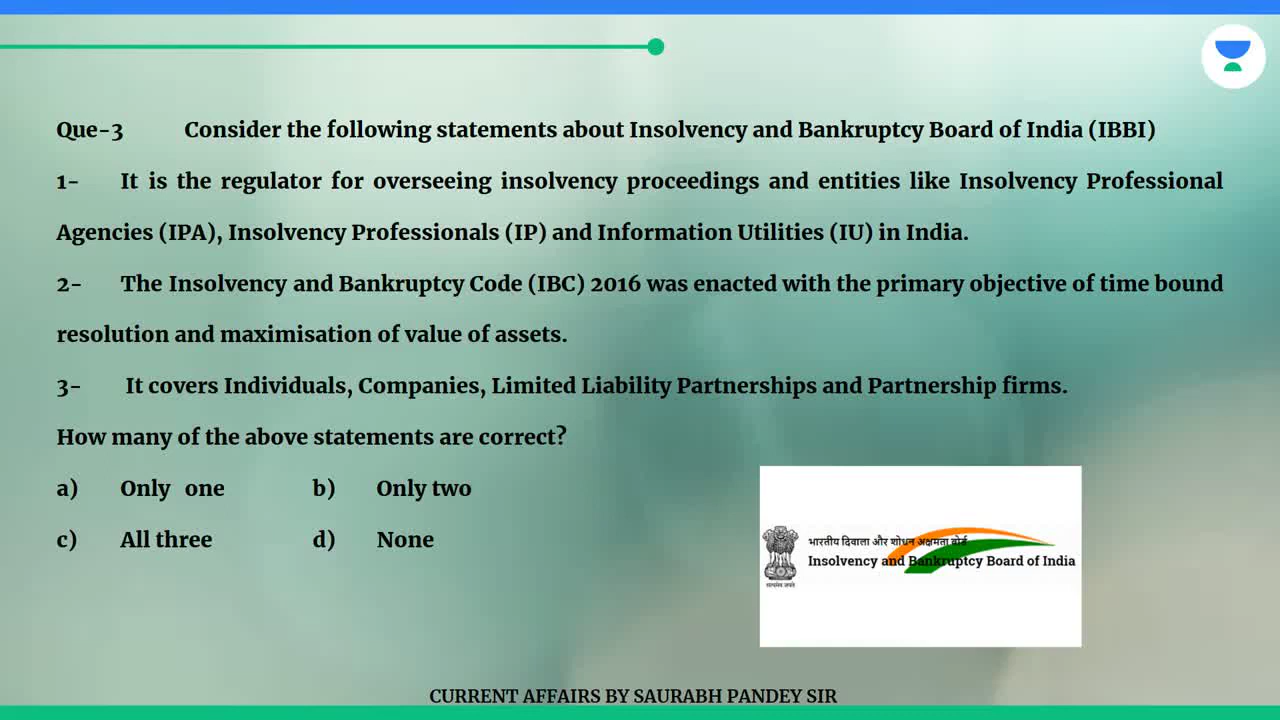 Que-3 Consider the following statements about Insolvency and Bankruptcy Board of India (IBBI)
1- It is the regulator for overseeing insolvency proceedings and entities like Insolvency Professional
Agencies (IPA), Insolvency Professionals (IP) and Information Utilities (IU) in India.
2- The Insolvency and Bankruptcy Code (IBC) 2016 was enacted with the primary objective of time bound
resolution and maximisation of value of assets.
3- It covers Individuals, Companies, Limited Liability Partnerships and Partnership firms.
How many of the above statements are correct?
a) Only one b) Only two
c) All three d) None
भारतीय दिवाला और शोधन अक्षमता बोर्ड
Insolvency and Bankruptcy Board of India
सत्यमेव जयते
CURRENT AFFAIRS BY SAURABH PANDEY SIR